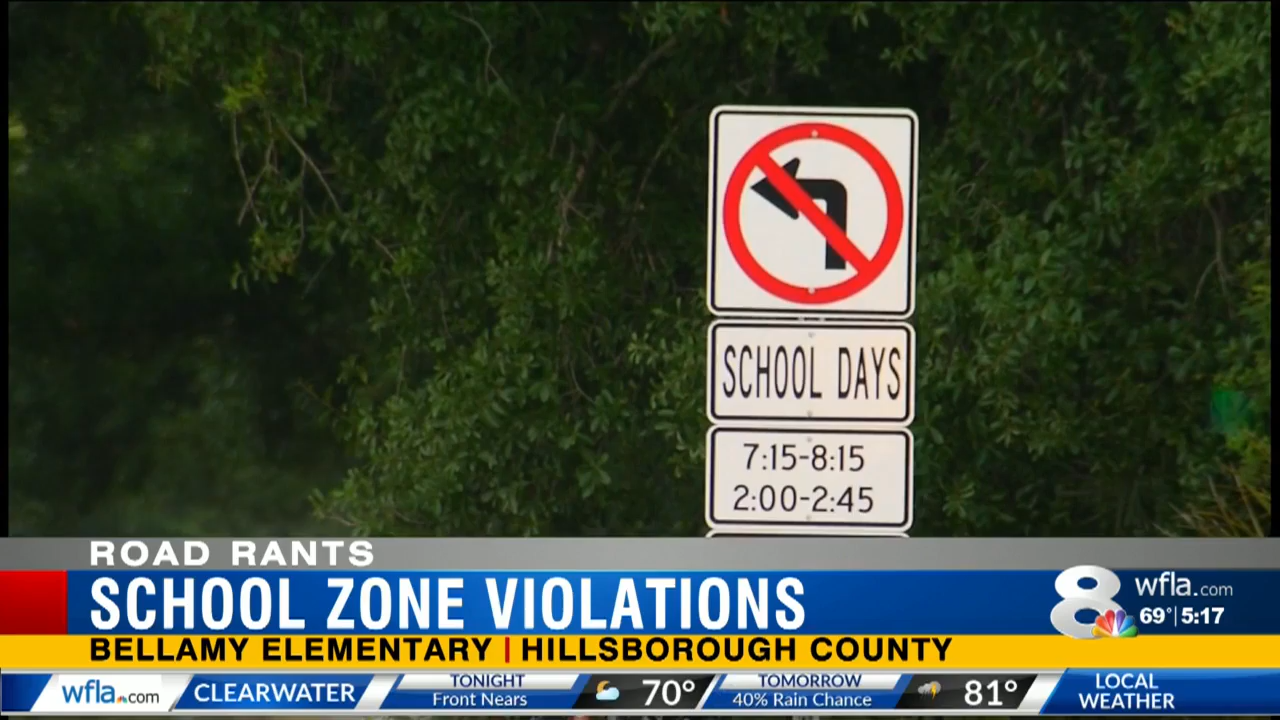 SCHOOL DAYS
7:15-8:15
2:00-2:45
ROAD RANTS
SCHOOL ZONE VIOLATIONS
BELLAMY ELEMENTARY | HILLSBOROUGH COUNTY
8 wfla.com
69° | 5:17
wfla.com
CLEARWATER
TONIGHT
Front Nears
70°
TOMORROW
40% Rain Chance
81°
LOCAL
WEATHER